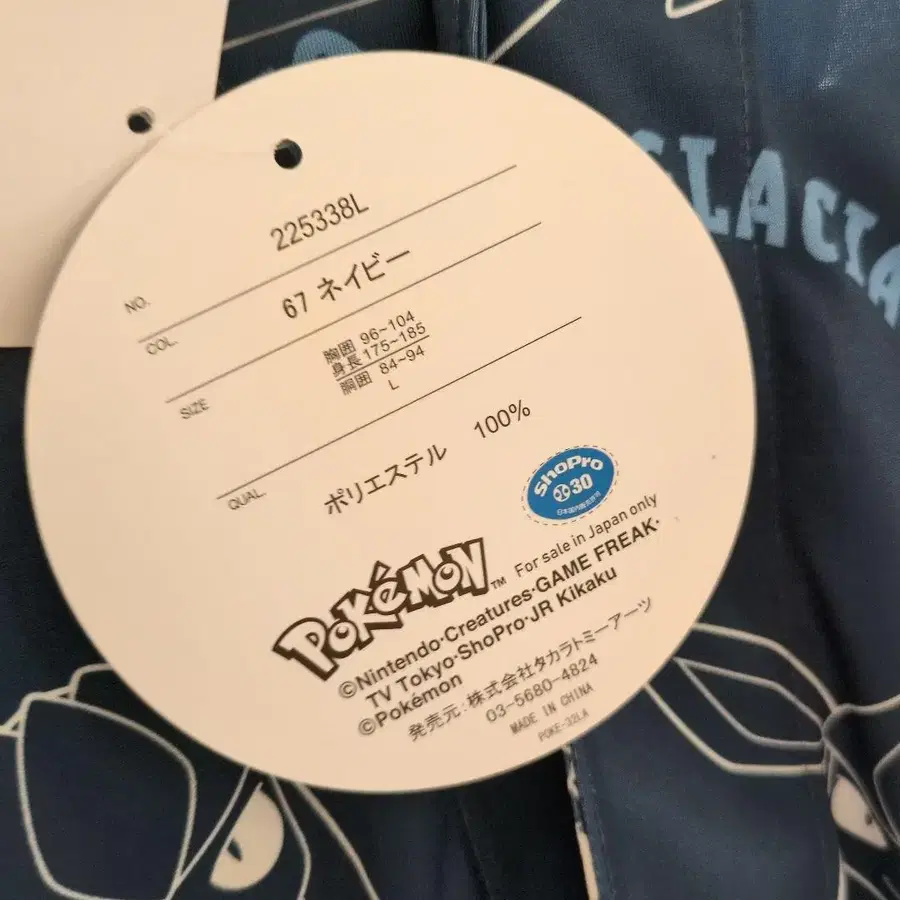 NO.
225338L
COL.
67 ネイビー
SIZE
胸囲 96~104
身長 175~185
胴囲 84~94
L
QUAL.
ポリエステル 100%
ShoPro
30
Pokémon™ For sale in Japan only
©Nintendo·Creatures·GAME FREAK·
TV Tokyo·ShoPro·JR Kikaku
©Pokémon
発売元:株式会社タカラトミーアーツ
03-5680-4824
MADE IN CHINA
POKE-32LA
GLACIA